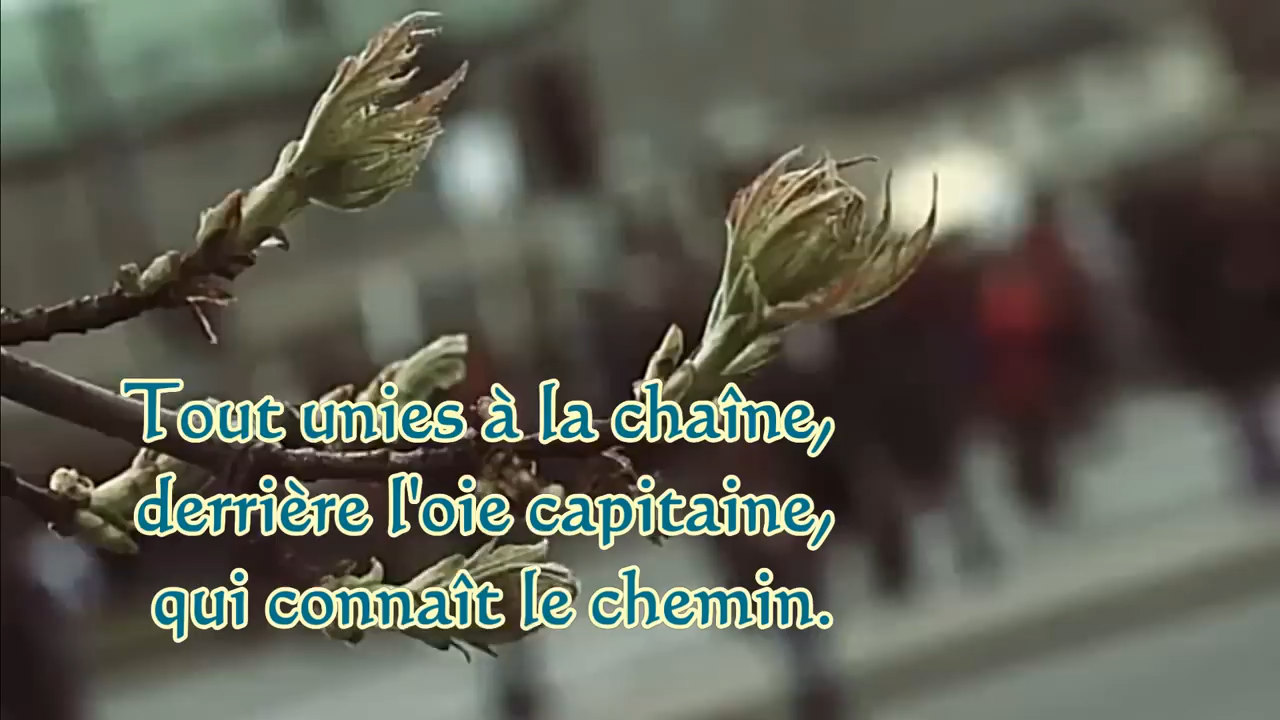 Tout unies à la chaîne,
derrière l'oie capitaine,
qui connaît le chemin.